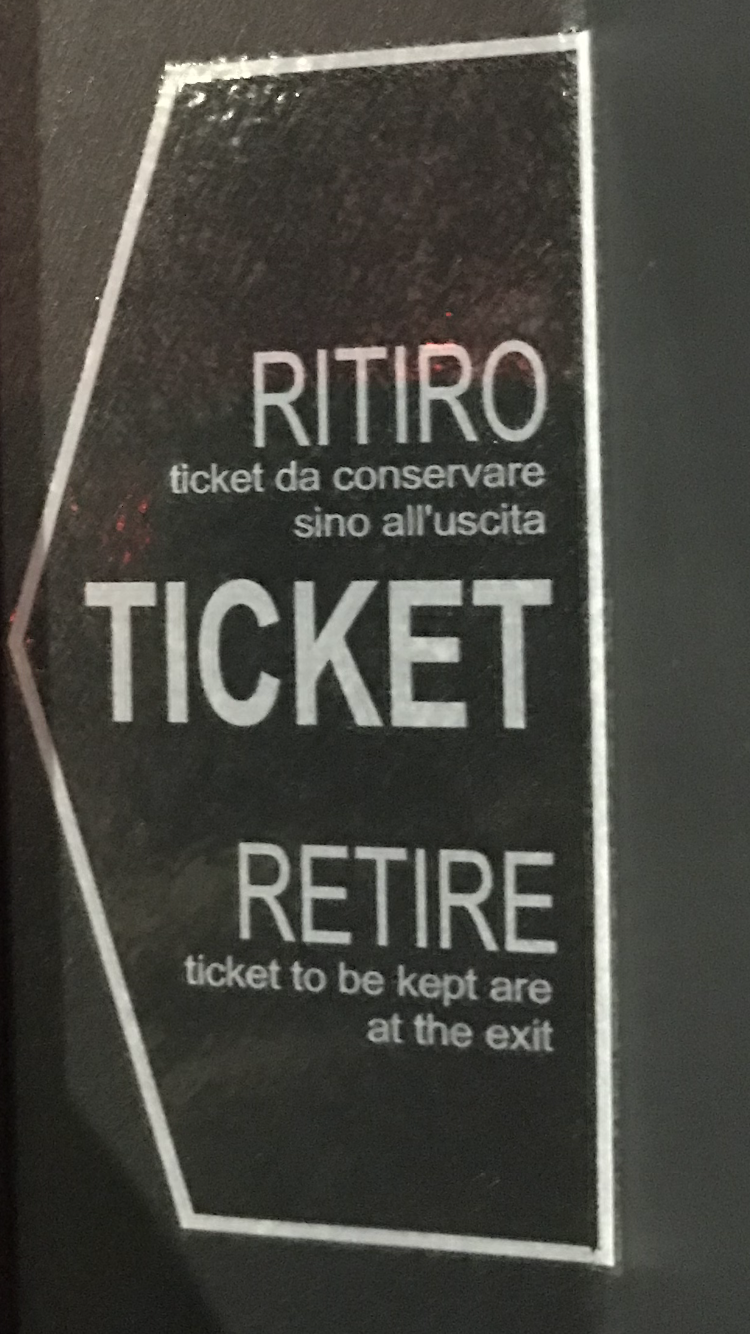 RITIRO
ticket da conservare
sino all'uscita
TICKET
RETIRE
ticket to be kept are
at the exit